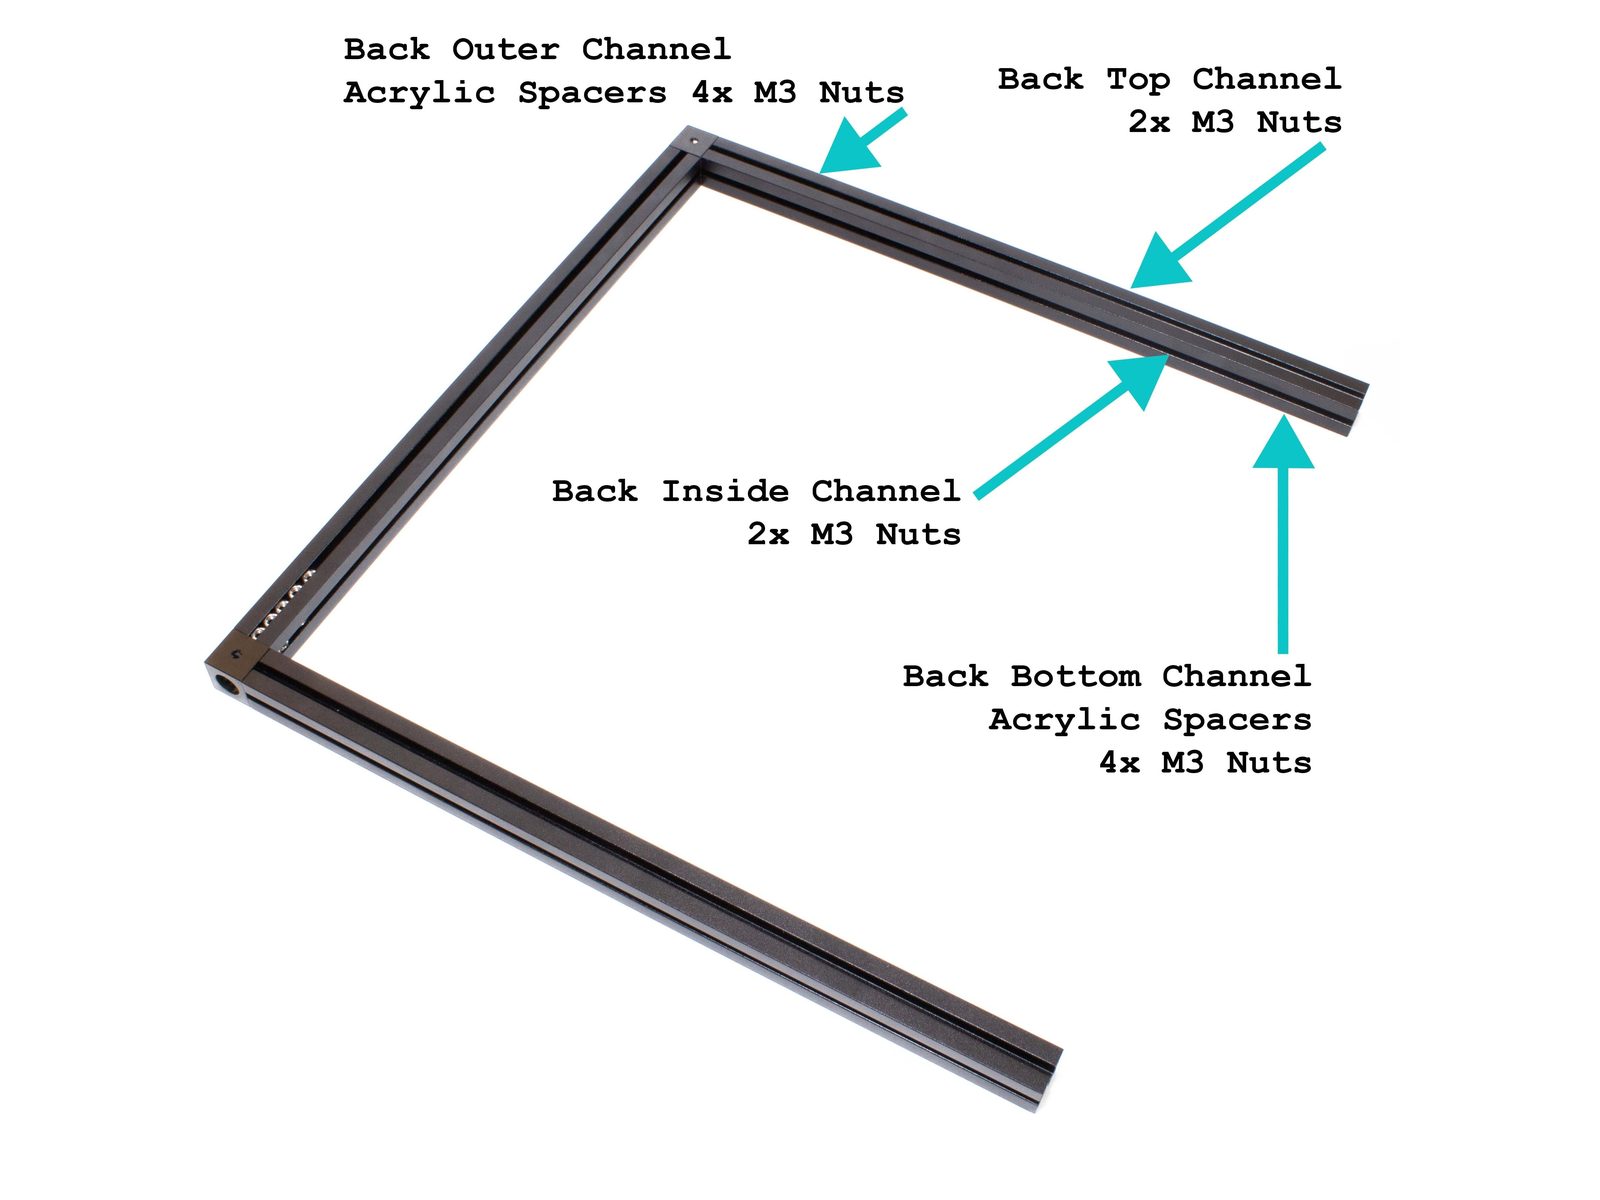 Back Outer Channel
Acrylic Spacers 4x M3 Nuts
Back Top Channel
2x M3 Nuts
Back Inside Channel
2x M3 Nuts
Back Bottom Channel
Acrylic Spacers
4x M3 Nuts